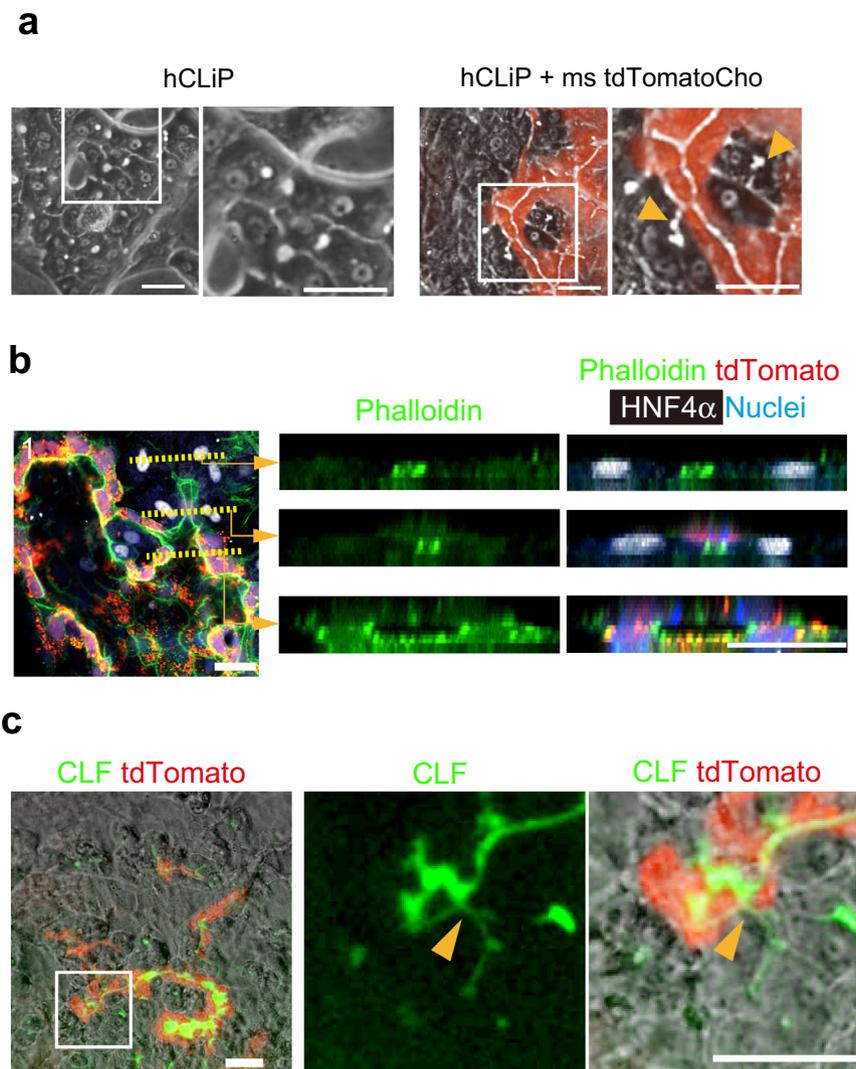 a
hCLiP
hCLiP + ms tdTomatoCho
b
Phalloidin tdTomato
Phalloidin
HNF4α Nuclei
1
c
CLF tdTomato
CLF
CLF tdTomato